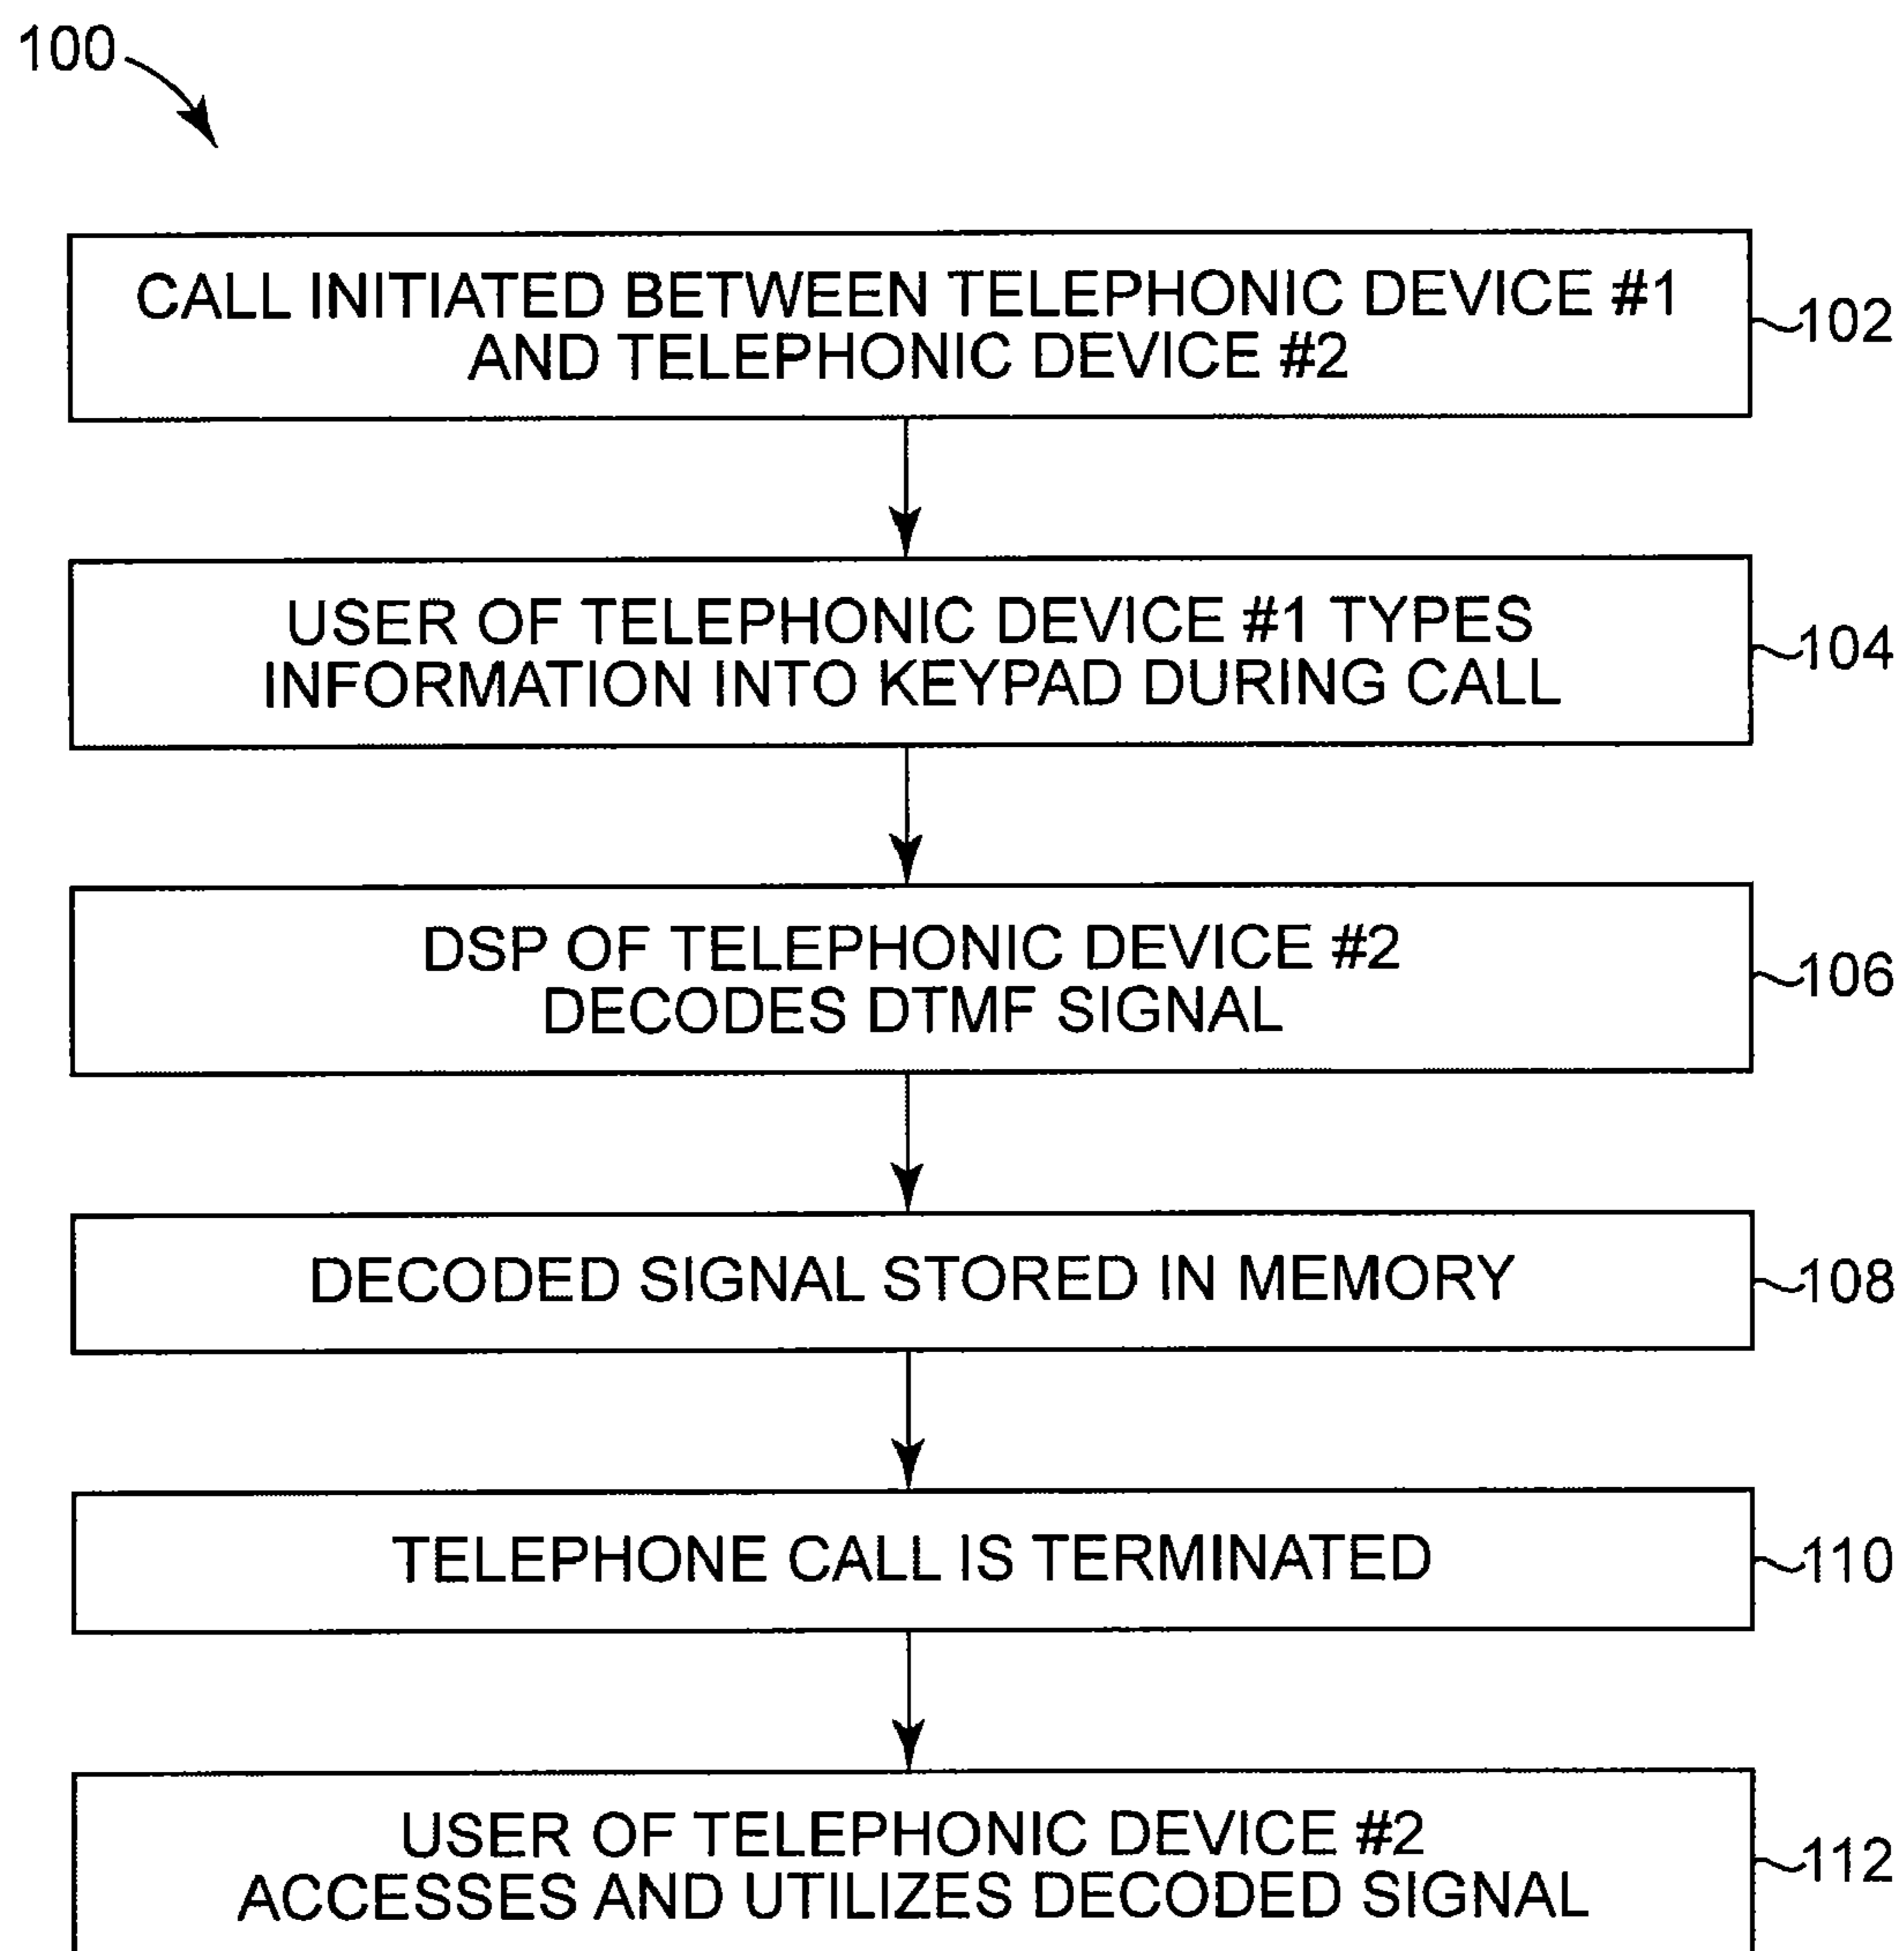 100
CALL INITIATED BETWEEN TELEPHONIC DEVICE #1
AND TELEPHONIC DEVICE #2
102
USER OF TELEPHONIC DEVICE #1 TYPES
INFORMATION INTO KEYPAD DURING CALL
104
DSP OF TELEPHONIC DEVICE #2
DECODES DTMF SIGNAL
106
DECODED SIGNAL STORED IN MEMORY
108
TELEPHONE CALL IS TERMINATED
110
USER OF TELEPHONIC DEVICE #2
ACCESSES AND UTILIZES DECODED SIGNAL
112